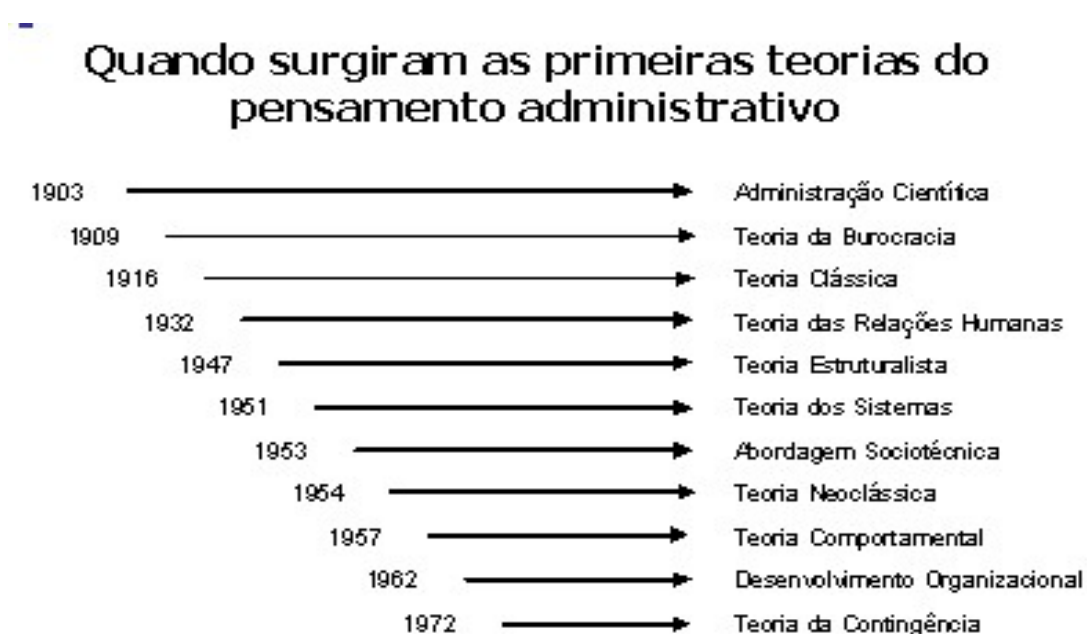 Quando surgiram as primeiras teorias do
pensamento administrativo
1903 Administração Científica
1909 Teoria da Burocracia
1916 Teoria Clássica
1932 Teoria das Relações Humanas
1947 Teoria Estruturalista
1951 Teoria dos Sistemas
1953 Abordagem Sociotécnica
1954 Teoria Neoclássica
1957 Teoria Comportamental
1962 Desenvolvimento Organizacional
1972 Teoria da Contingência